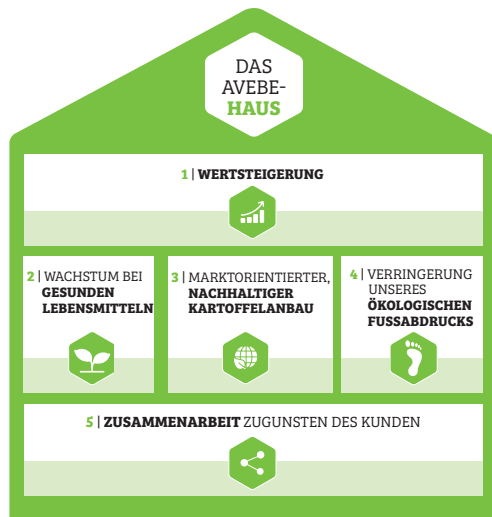 DAS
AVEBE-
HAUS
1 | WERTSTEIGERUNG
2 | WACHSTUM BEI
GESUNDEN
LEBENSMITTELN
3 | MARKTORIENTIERTER,
NACHHALTIGER
KARTOFFELANBAU
4 | VERRINGERUNG
UNSERES
ÖKOLOGISCHEN
FUSSABDRUCKS
5 | ZUSAMMENARBEIT ZUGUNSTEN DES KUNDEN